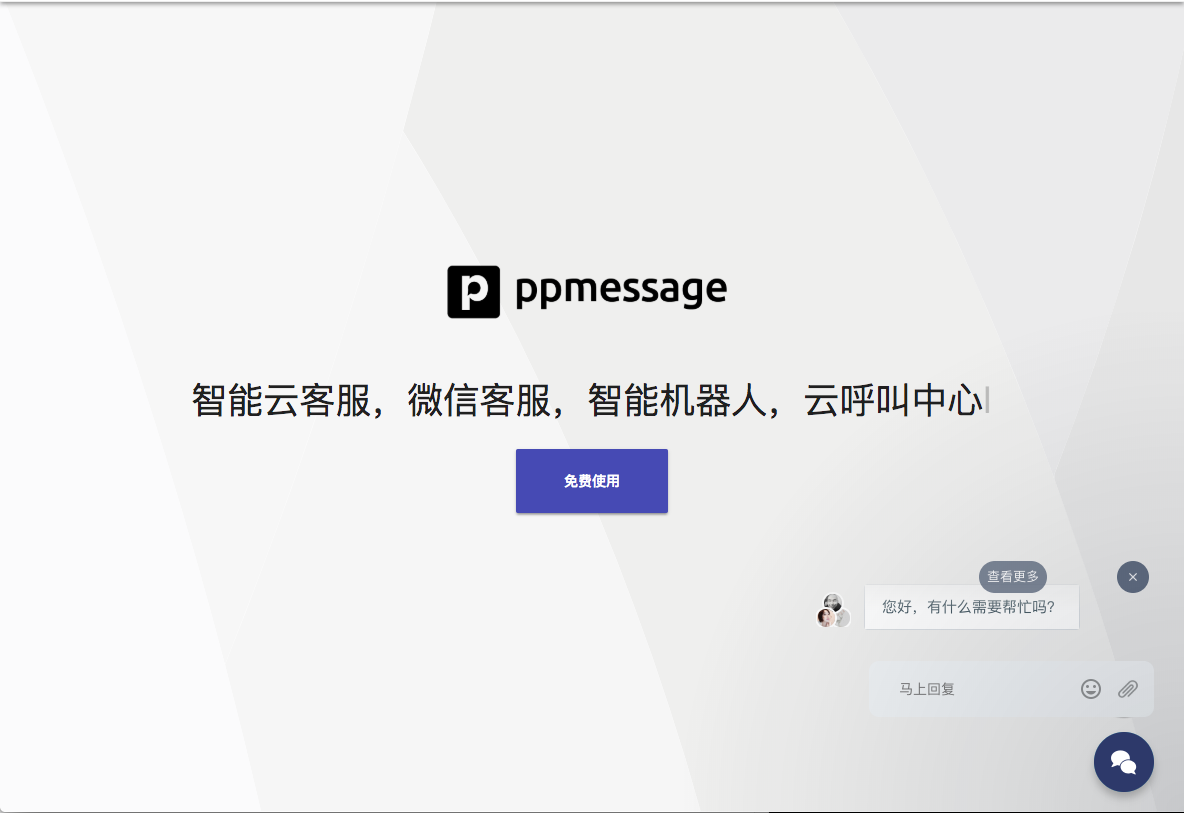 ppmessage
智能云客服，微信客服，智能机器人，云呼叫中心
免费使用
查看更多
您好，有什么需要帮忙吗？
马上回复